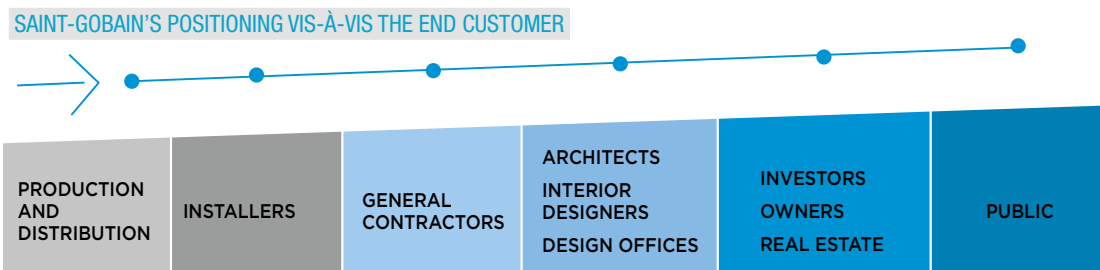 SAINT-GOBAIN'S POSITIONING VIS-À-VIS THE END CUSTOMER
PRODUCTION
AND
DISTRIBUTION
INSTALLERS
GENERAL
CONTRACTORS
ARCHITECTS
INTERIOR
DESIGNERS
DESIGN OFFICES
INVESTORS
OWNERS
REAL ESTATE
PUBLIC